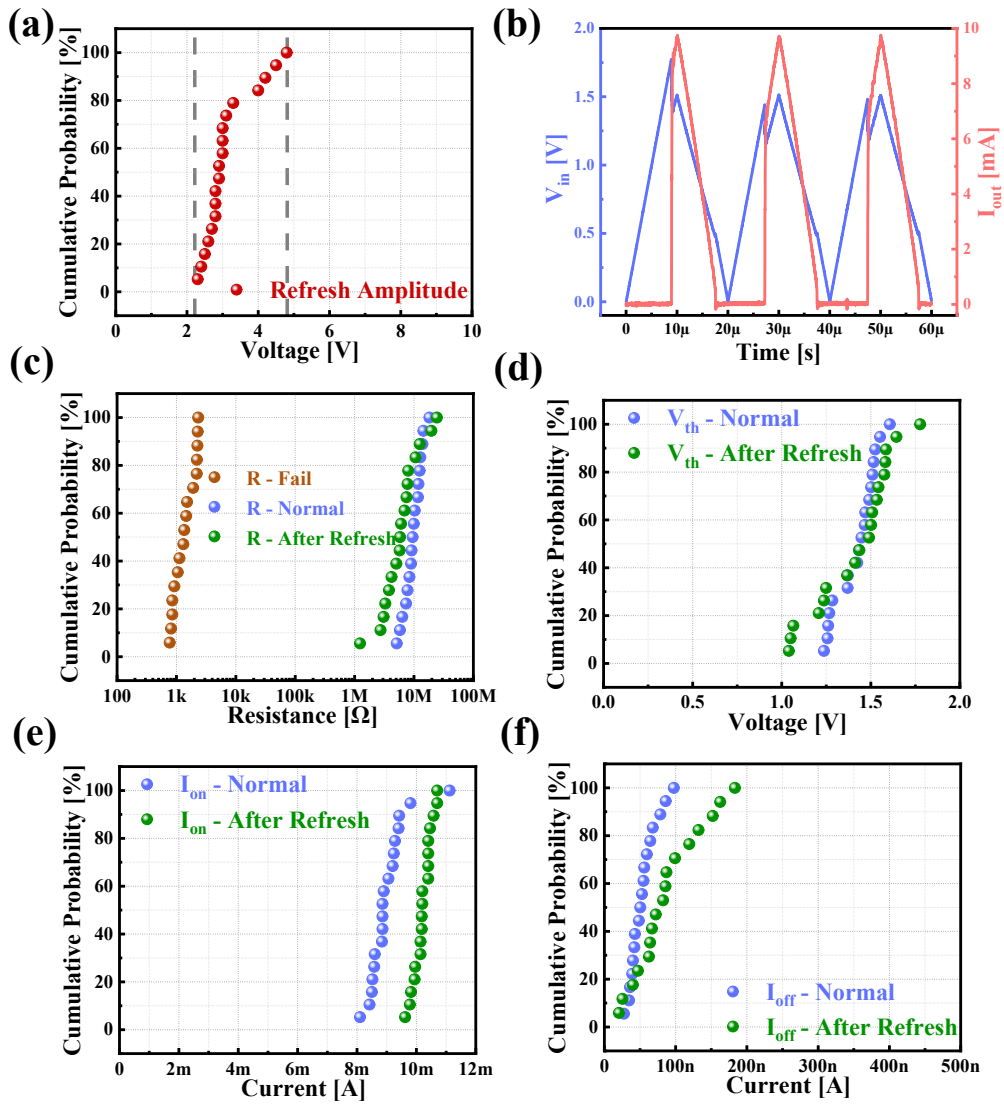 (a)
Cumulative Probability [%]
100
80
60
40
20
0
Refresh Amplitude
0 2 4 6 8 10
Voltage [V]
(b)
V_in [V]
2.0
1.5
1.0
0.5
0.0
10
8
6
4
2
0
I_out [mA]
0 10μ 20μ 30μ 40μ 50μ 60μ
Time [s]
(c)
Cumulative Probability [%]
100
80
60
40
20
0
R - Fail
R - Normal
R - After Refresh
100 1k 10k 100k 1M 10M 100M
Resistance [Ω]
(d)
Cumulative Probability [%]
100
80
60
40
20
0
V_th - Normal
V_th - After Refresh
0.0 0.5 1.0 1.5 2.0
Voltage [V]
(e)
Cumulative Probability [%]
100
80
60
40
20
0
I_on - Normal
I_on - After Refresh
0 2m 4m 6m 8m 10m 12m
Current [A]
(f)
Cumulative Probability [%]
100
80
60
40
20
0
I_off - Normal
I_off - After Refresh
0 100n 200n 300n 400n 500n
Current [A]